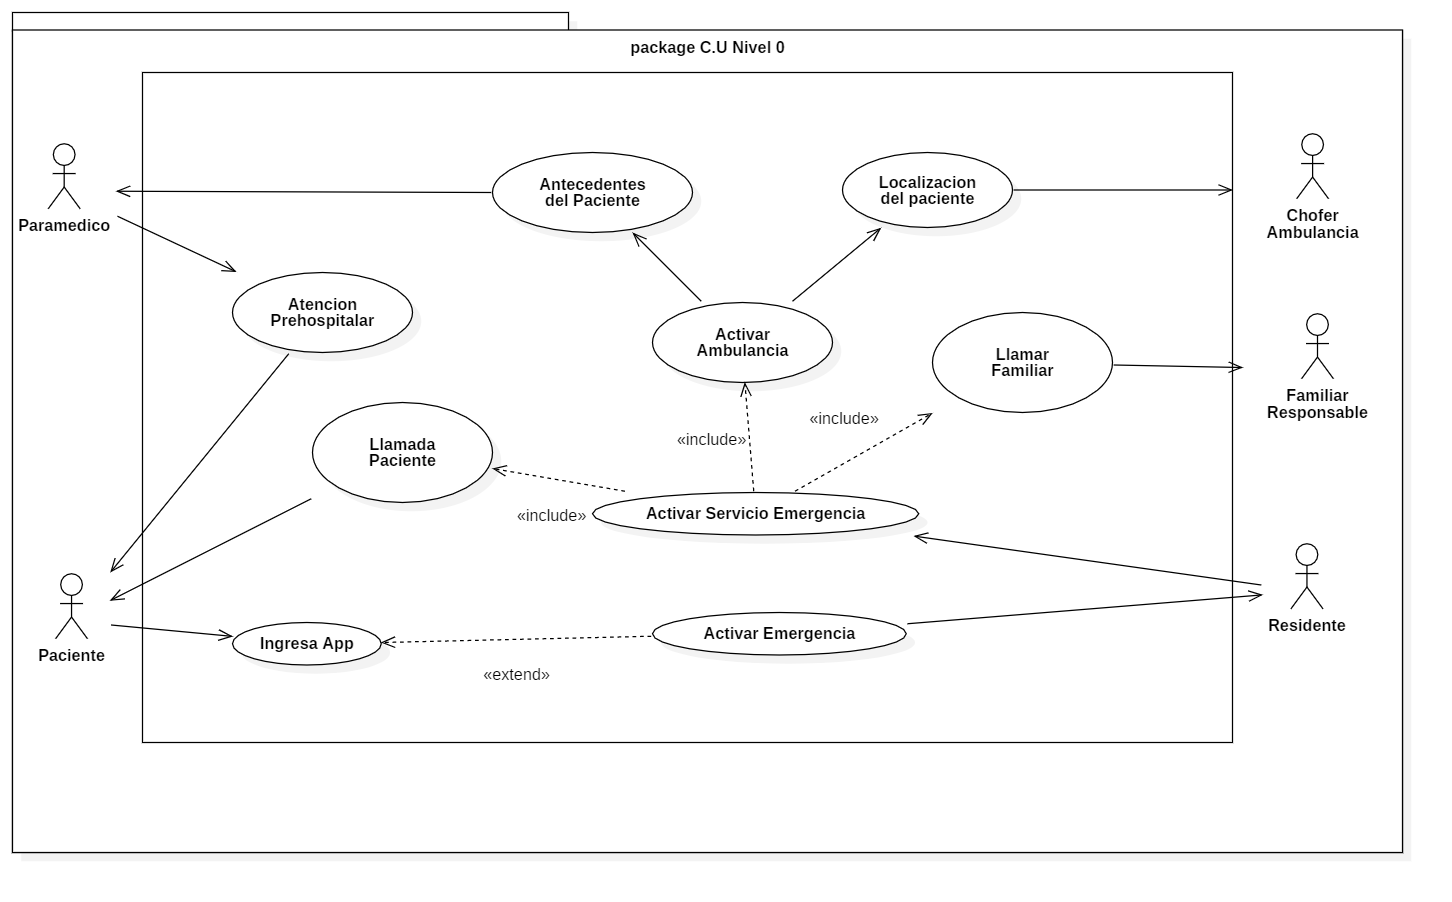 package C.U Nivel 0
Antecedentes
del Paciente
Localizacion
del paciente
Paramedico
Chofer
Ambulancia
Atencion
Prehospitalar
Activar
Ambulancia
Llamar
Familiar
Familiar
Responsable
«include»
«include»
Llamada
Paciente
«include»
Activar Servicio Emergencia
Residente
Activar Emergencia
Ingresa App
Paciente
«extend»